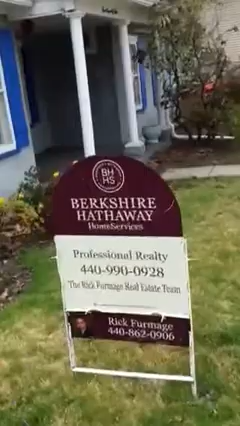 BH
HS
BERKSHIRE
HATHAWAY
HomeServices
Professional Realty
440-990-0928
The Rick Furmage Real Estate Team
Rick Furmage
440-862-0906